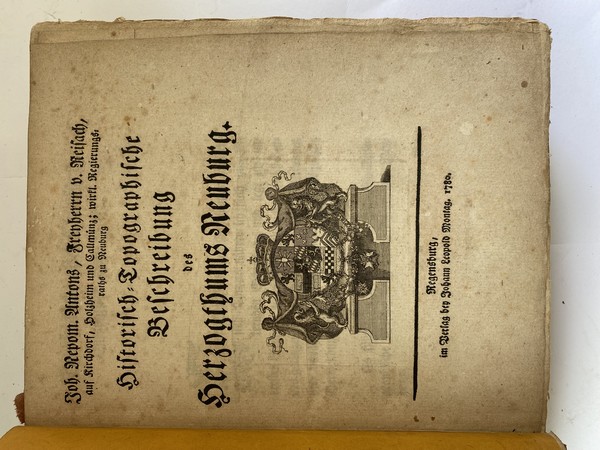 Joh. Nepom. Antons, Freyherrn v. Reisach,
auf Kirchdorf, Holzheim und Callmünz; wirkl. Regierungs-
raths zu Neuburg
Historisch-Topographische
Beschreibung
des
Herzogthums Neuburg.
Regensburg,
im Verlag bey Johann Leopold Montag, 1780.